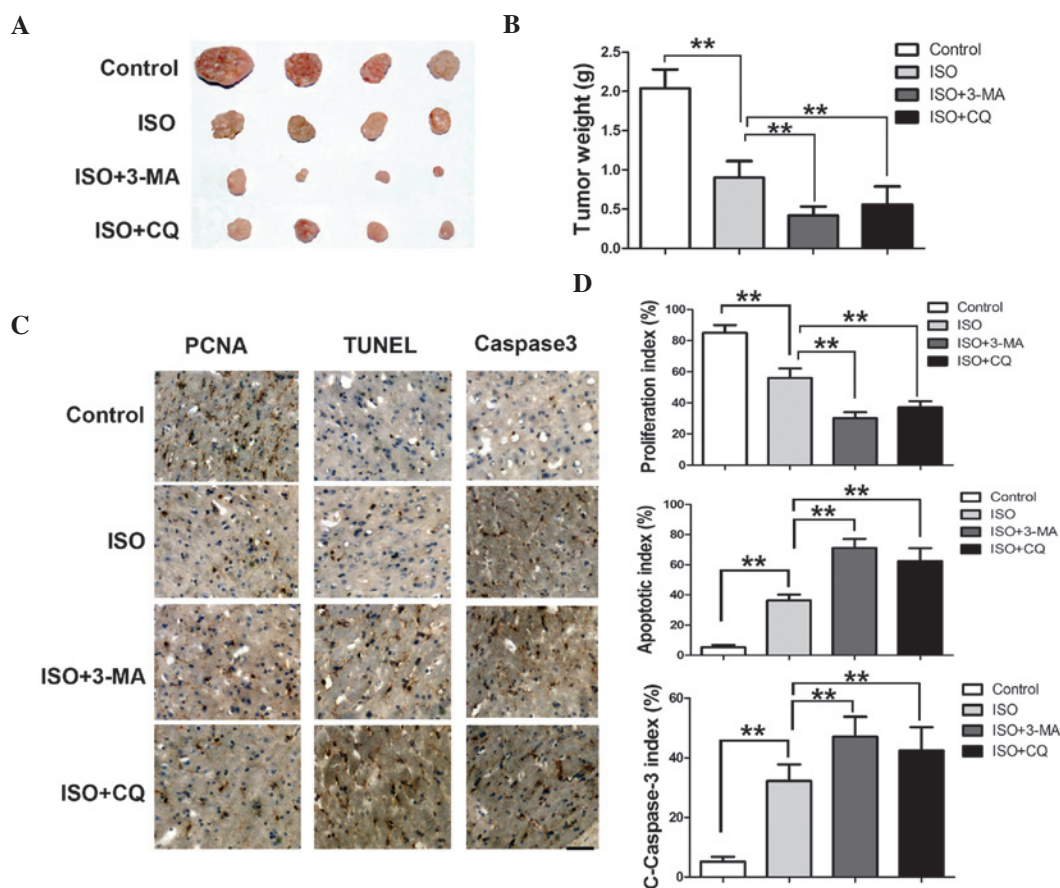 A
Control
ISO
ISO+3-MA
ISO+CQ
B
Tumor weight (g)
2.5
2.0
1.5
1.0
0.5
0.0
**
**
**
Control
ISO
ISO+3-MA
ISO+CQ
C
PCNA
TUNEL
Caspase3
Control
ISO
ISO+3-MA
ISO+CQ
D
Proliferation index (%)
100
80
60
40
20
0
**
**
**
Control
ISO
ISO+3-MA
ISO+CQ
Apoptotic index (%)
100
80
60
40
20
0
**
**
**
Control
ISO
ISO+3-MA
ISO+CQ
C-Caspase-3 index (%)
60
40
20
0
**
**
**
Control
ISO
ISO+3-MA
ISO+CQ